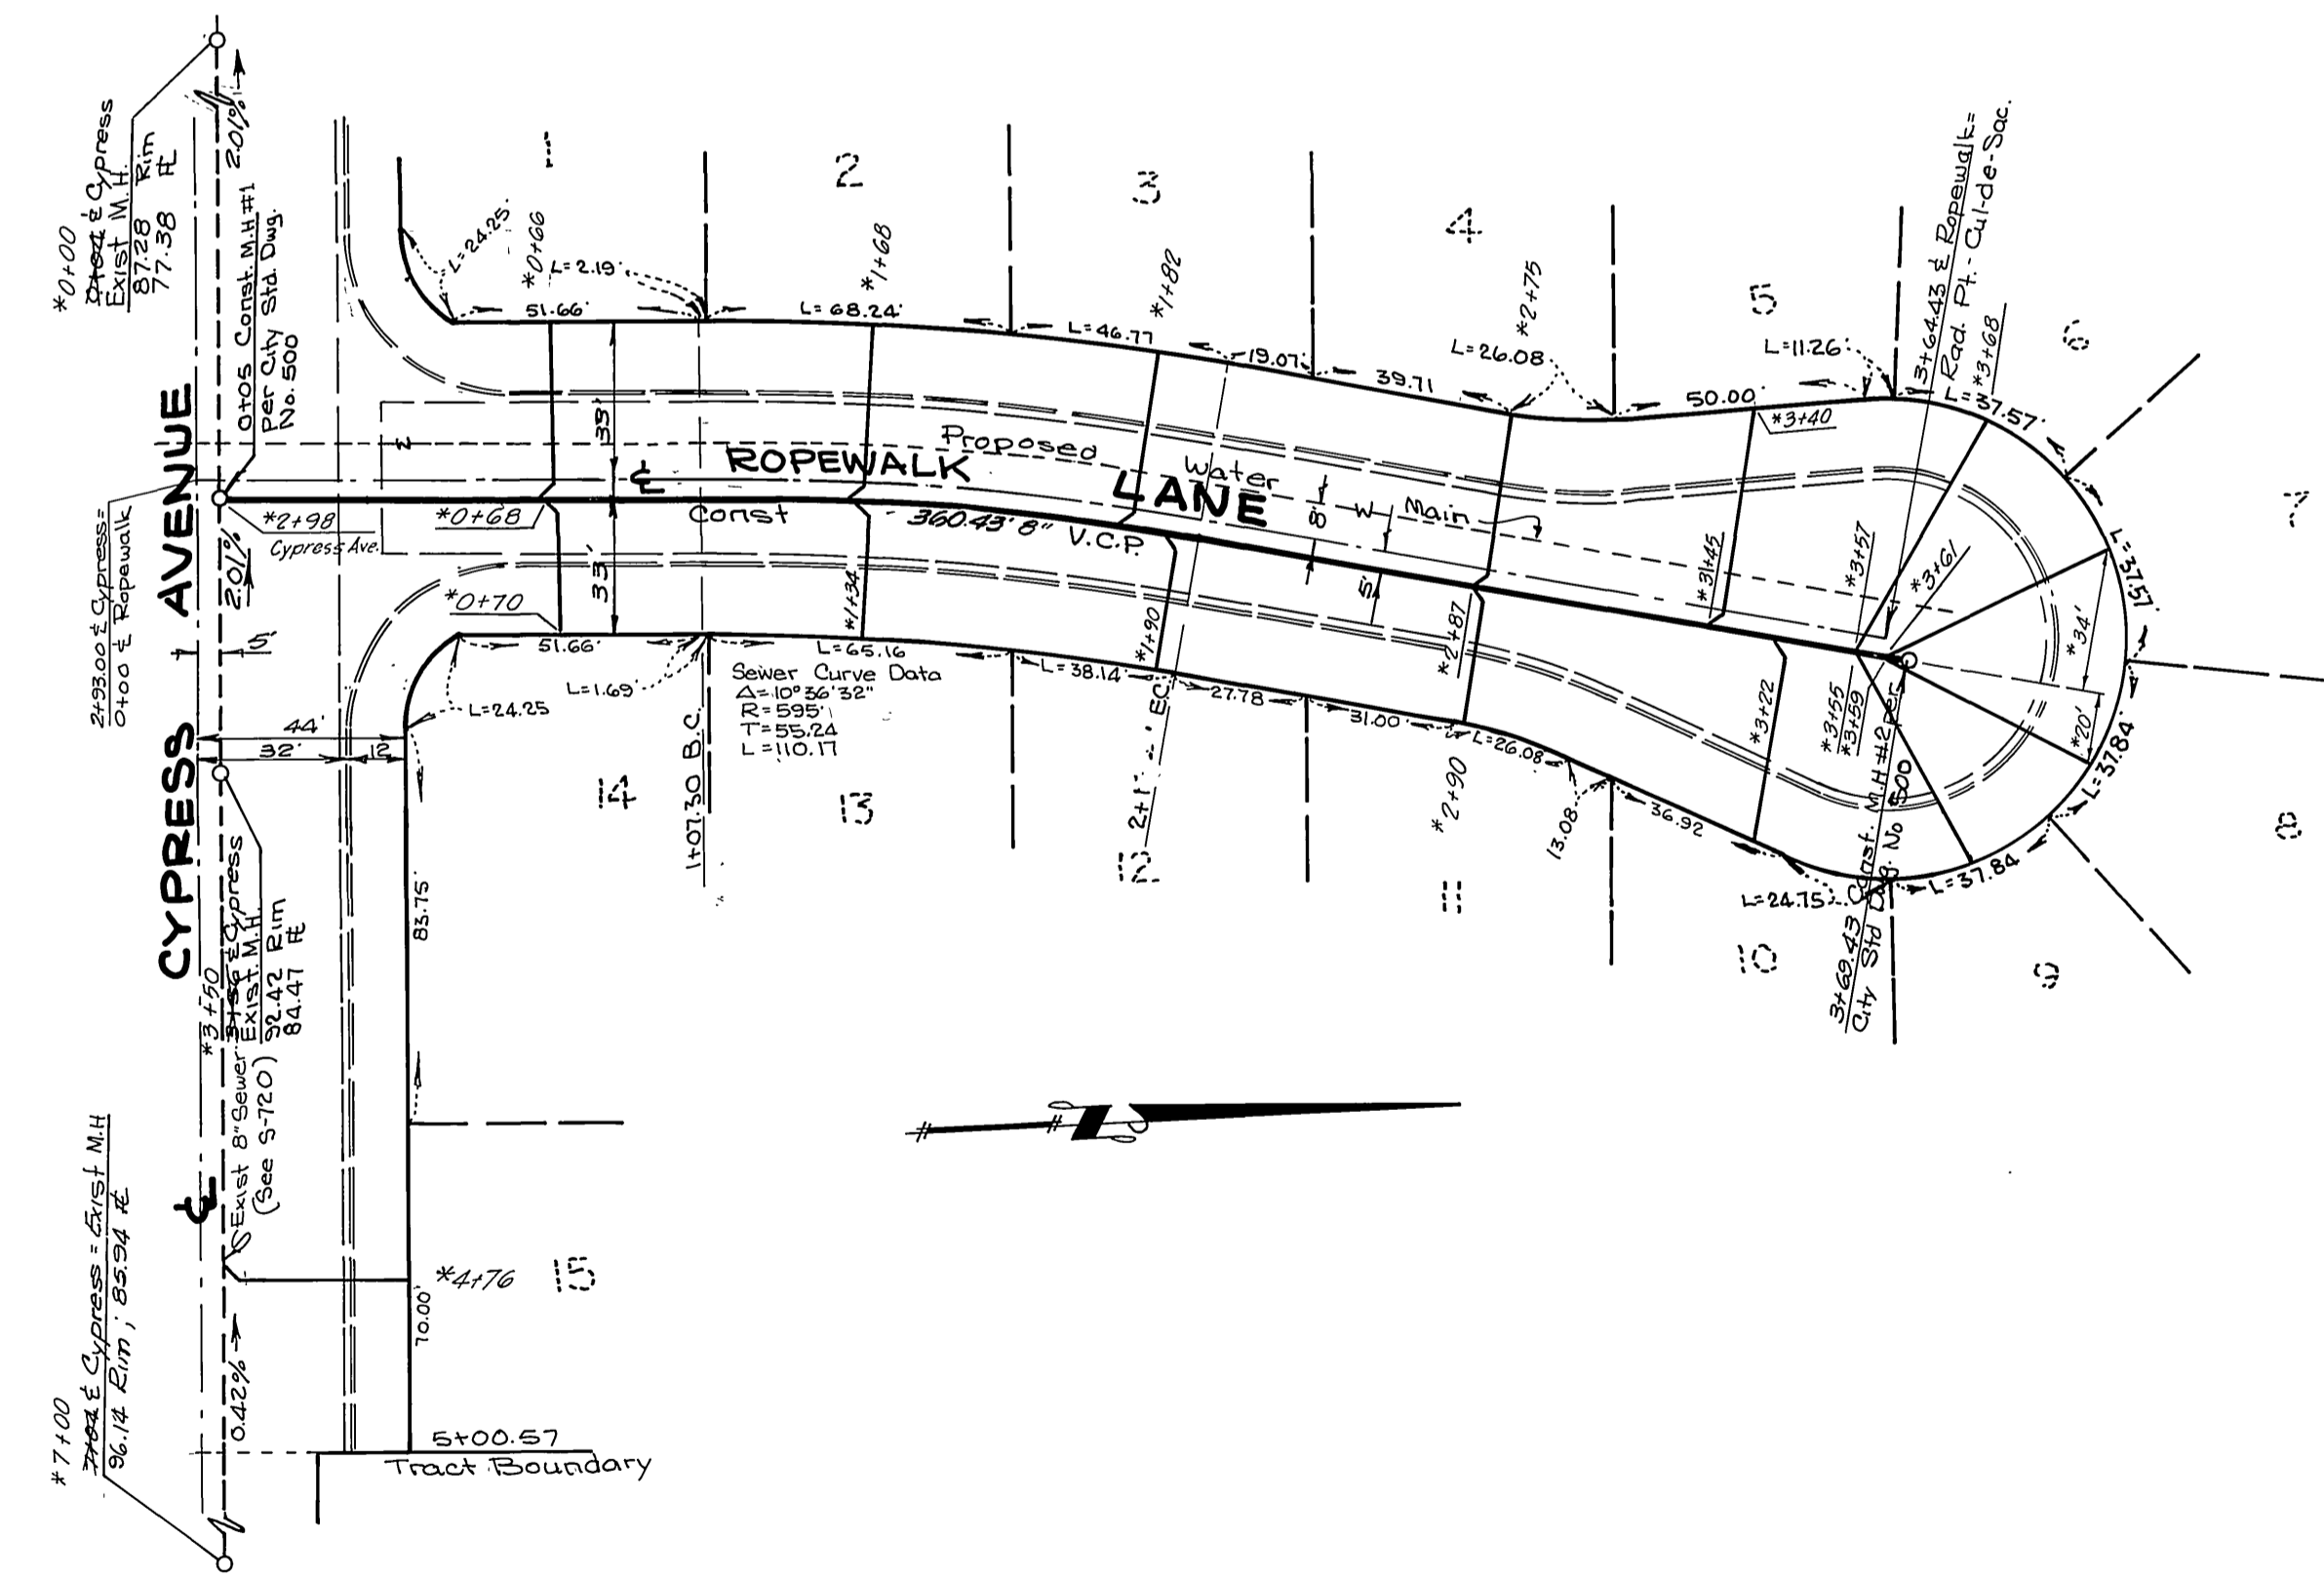 *0+00
℄ Cypress
Exist M.H.
87.28 Rim
77.38 ℄
2.01%
0+05 Const. M.H #1
Per City Std. Dwg.
No. 500
CYPRESS AVENUE
2+93.00 ℄ Cypress=
0+00 ℄ Ropewalk
*2+98
Cypress Ave.
2.01%
5'
44'
32'
12
*3+50
3+56 ℄ Cypress
Exist. M.H.
92.42 Rim
84.47 ℄
Exist 8" Sewer
(See S-720)
℄
*7+00
℄ Cypress = Exist M.H
96.14 Rim; 85.94 ℄
0.42%
83.75'
70.00'
*4+76
5+00.57
Tract Boundary
1
2
3
4
5
6
7
8
9
10
11
12
13
14
15
L=24.25'
*0+66
L=2.19'
51.66'
*1+68
L=68.24'
L=46.77
*1+82
19.07'
39.71
L=26.08
*2+75
50.00'
L=11.26'
*3+40
3+64.43 ℄ Ropewalk=
Rad. Pt.- Cul-de-Sac.
*3+68
L=37.57'
L=37.57'
L=37.84'
L=37.84
33'
33'
℄
ROPEWALK LANE
Proposed Water Main
8'
W
5'
*0+68
Const 360.43' 8" V.C.P.
*0+70
*1+34
*1+90
*2+87
*3+45
*3+22
*3+57
*3+61
*3+55
*3+59
*34'
*20'
51.66'
L=1.69'
L=24.25
L=65.16
L=38.14
27.78
31.00'
L=26.08
*2+90
13.08'
36.92
L=24.75'
Sewer Curve Data
Δ=10°36'32"
R=595'
T=55.24
L=110.17
1+07.30 B.C.
E.C.
3+69.43 Const. M.H #2 per
City Std Dwg. No 500